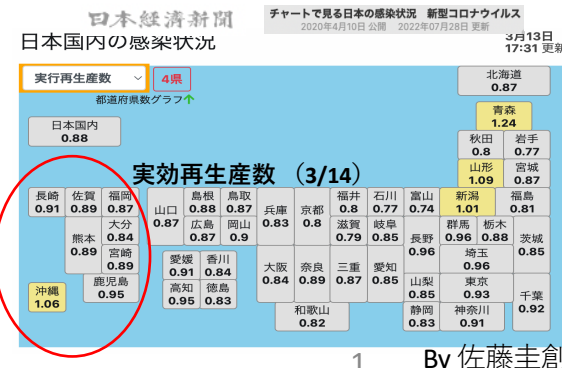 日本経済新聞
チャートで見る日本の感染状況 新型コロナウイルス
2020年4月10日 公開 2022年07月28日 更新
日本国内の感染状況
3月13日
17:31 更新
実行再生産数
4県
都道府県数グラフ↑
北海道
0.87
青森
1.24
日本国内
0.88
秋田 岩手
0.8 0.77
山形 宮城
1.09 0.87
実効再生産数 (3/14)
長崎 佐賀 福岡
0.91 0.89 0.87
山口
0.87
島根 鳥取
0.88 0.87
兵庫
0.83
京都
0.8
福井 石川 富山
0.8 0.77 0.74
新潟
1.01
福島
0.81
熊本
0.89
大分
0.84
広島 岡山
0.87 0.9
滋賀 岐阜
0.79 0.85
長野
0.96
群馬 栃木
0.96 0.88
茨城
0.85
宮崎
0.89
愛媛 香川
0.91 0.84
大阪 奈良 三重 愛知
0.84 0.89 0.87 0.85
埼玉
0.96
沖縄
1.06
鹿児島
0.95
高知 徳島
0.95 0.83
山梨
0.85
東京
0.93
千葉
0.92
和歌山
0.82
静岡
0.83
神奈川
0.91
1
By 佐藤圭創